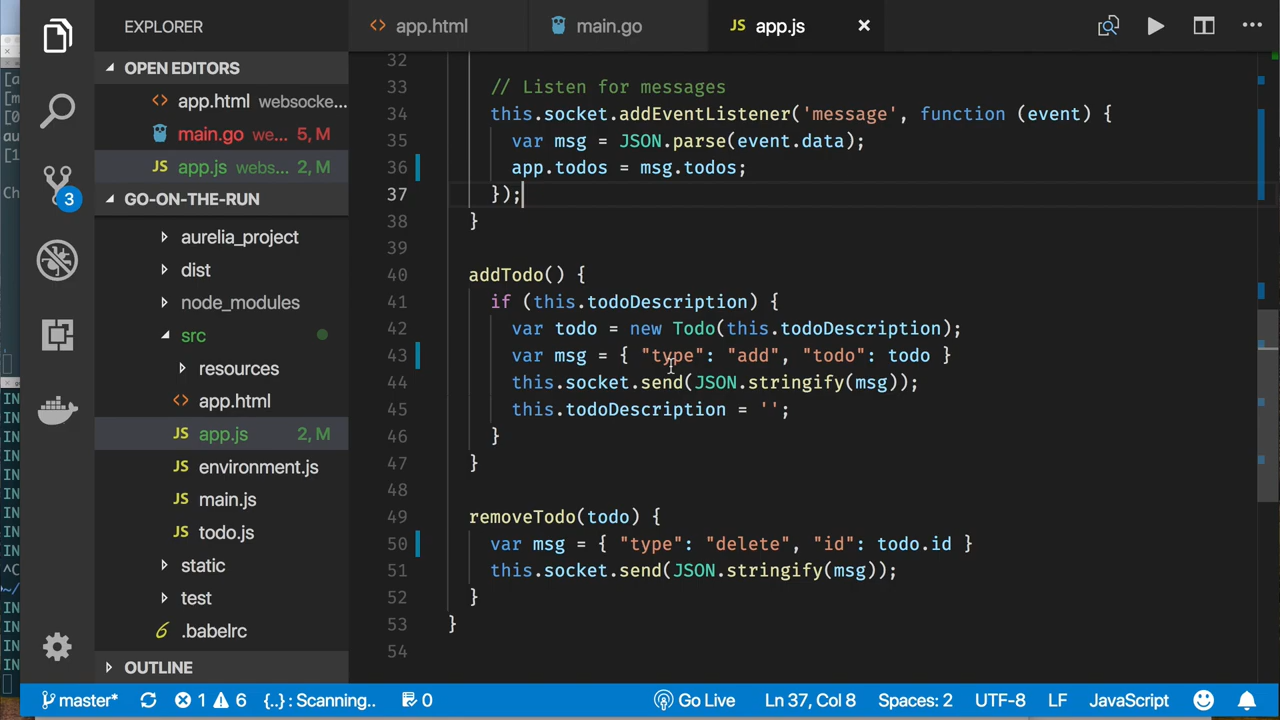 EXPLORER
app.html
main.go
JS app.js
OPEN EDITORS
app.html websocke...
main.go we... 5, M
JS app.js webs... 2, M
GO-ON-THE-RUN
aurelia_project
dist
node_modules
src
resources
app.html
JS app.js 2, M
JS environment.js
JS main.js
JS todo.js
static
test
.babelrc
OUTLINE
3
32
33 // Listen for messages
34 this.socket.addEventListener('message', function (event) {
35 var msg = JSON.parse(event.data);
36 app.todos = msg.todos;
37 });
38 }
39
40 addTodo() {
41 if (this.todoDescription) {
42 var todo = new Todo(this.todoDescription);
43 var msg = { "type": "add", "todo": todo }
44 this.socket.send(JSON.stringify(msg));
45 this.todoDescription = '';
46 }
47 }
48
49 removeTodo(todo) {
50 var msg = { "type": "delete", "id": todo.id }
51 this.socket.send(JSON.stringify(msg));
52 }
53 }
54
master* 1 6 {..} : Scanning.. 0 Go Live Ln 37, Col 8 Spaces: 2 UTF-8 LF JavaScript